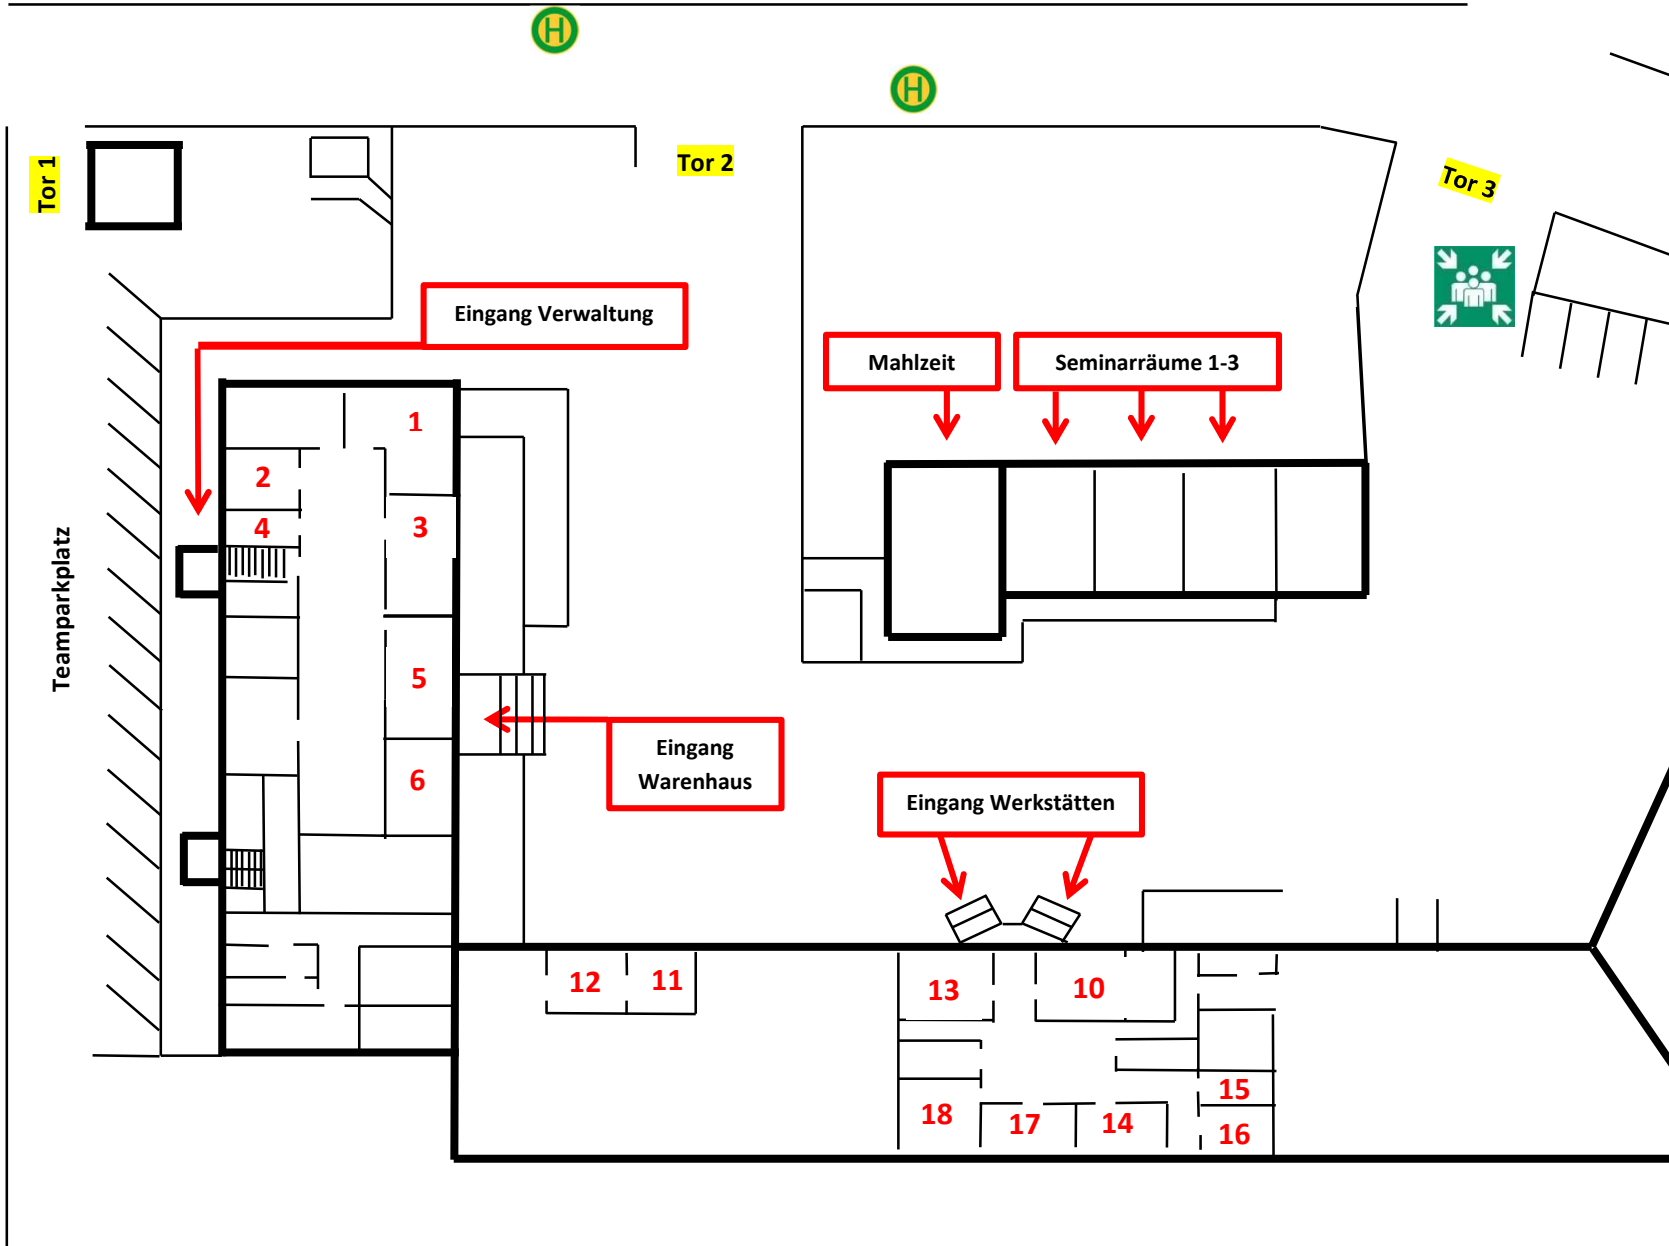 H
H
Tor 1
Tor 2
Tor 3
Eingang Verwaltung
Mahlzeit
Seminarräume 1-3
1
2
3
4
Teamparkplatz
5
Eingang
Warenhaus
6
Eingang Werkstätten
12
11
13
10
15
18
17
14
16